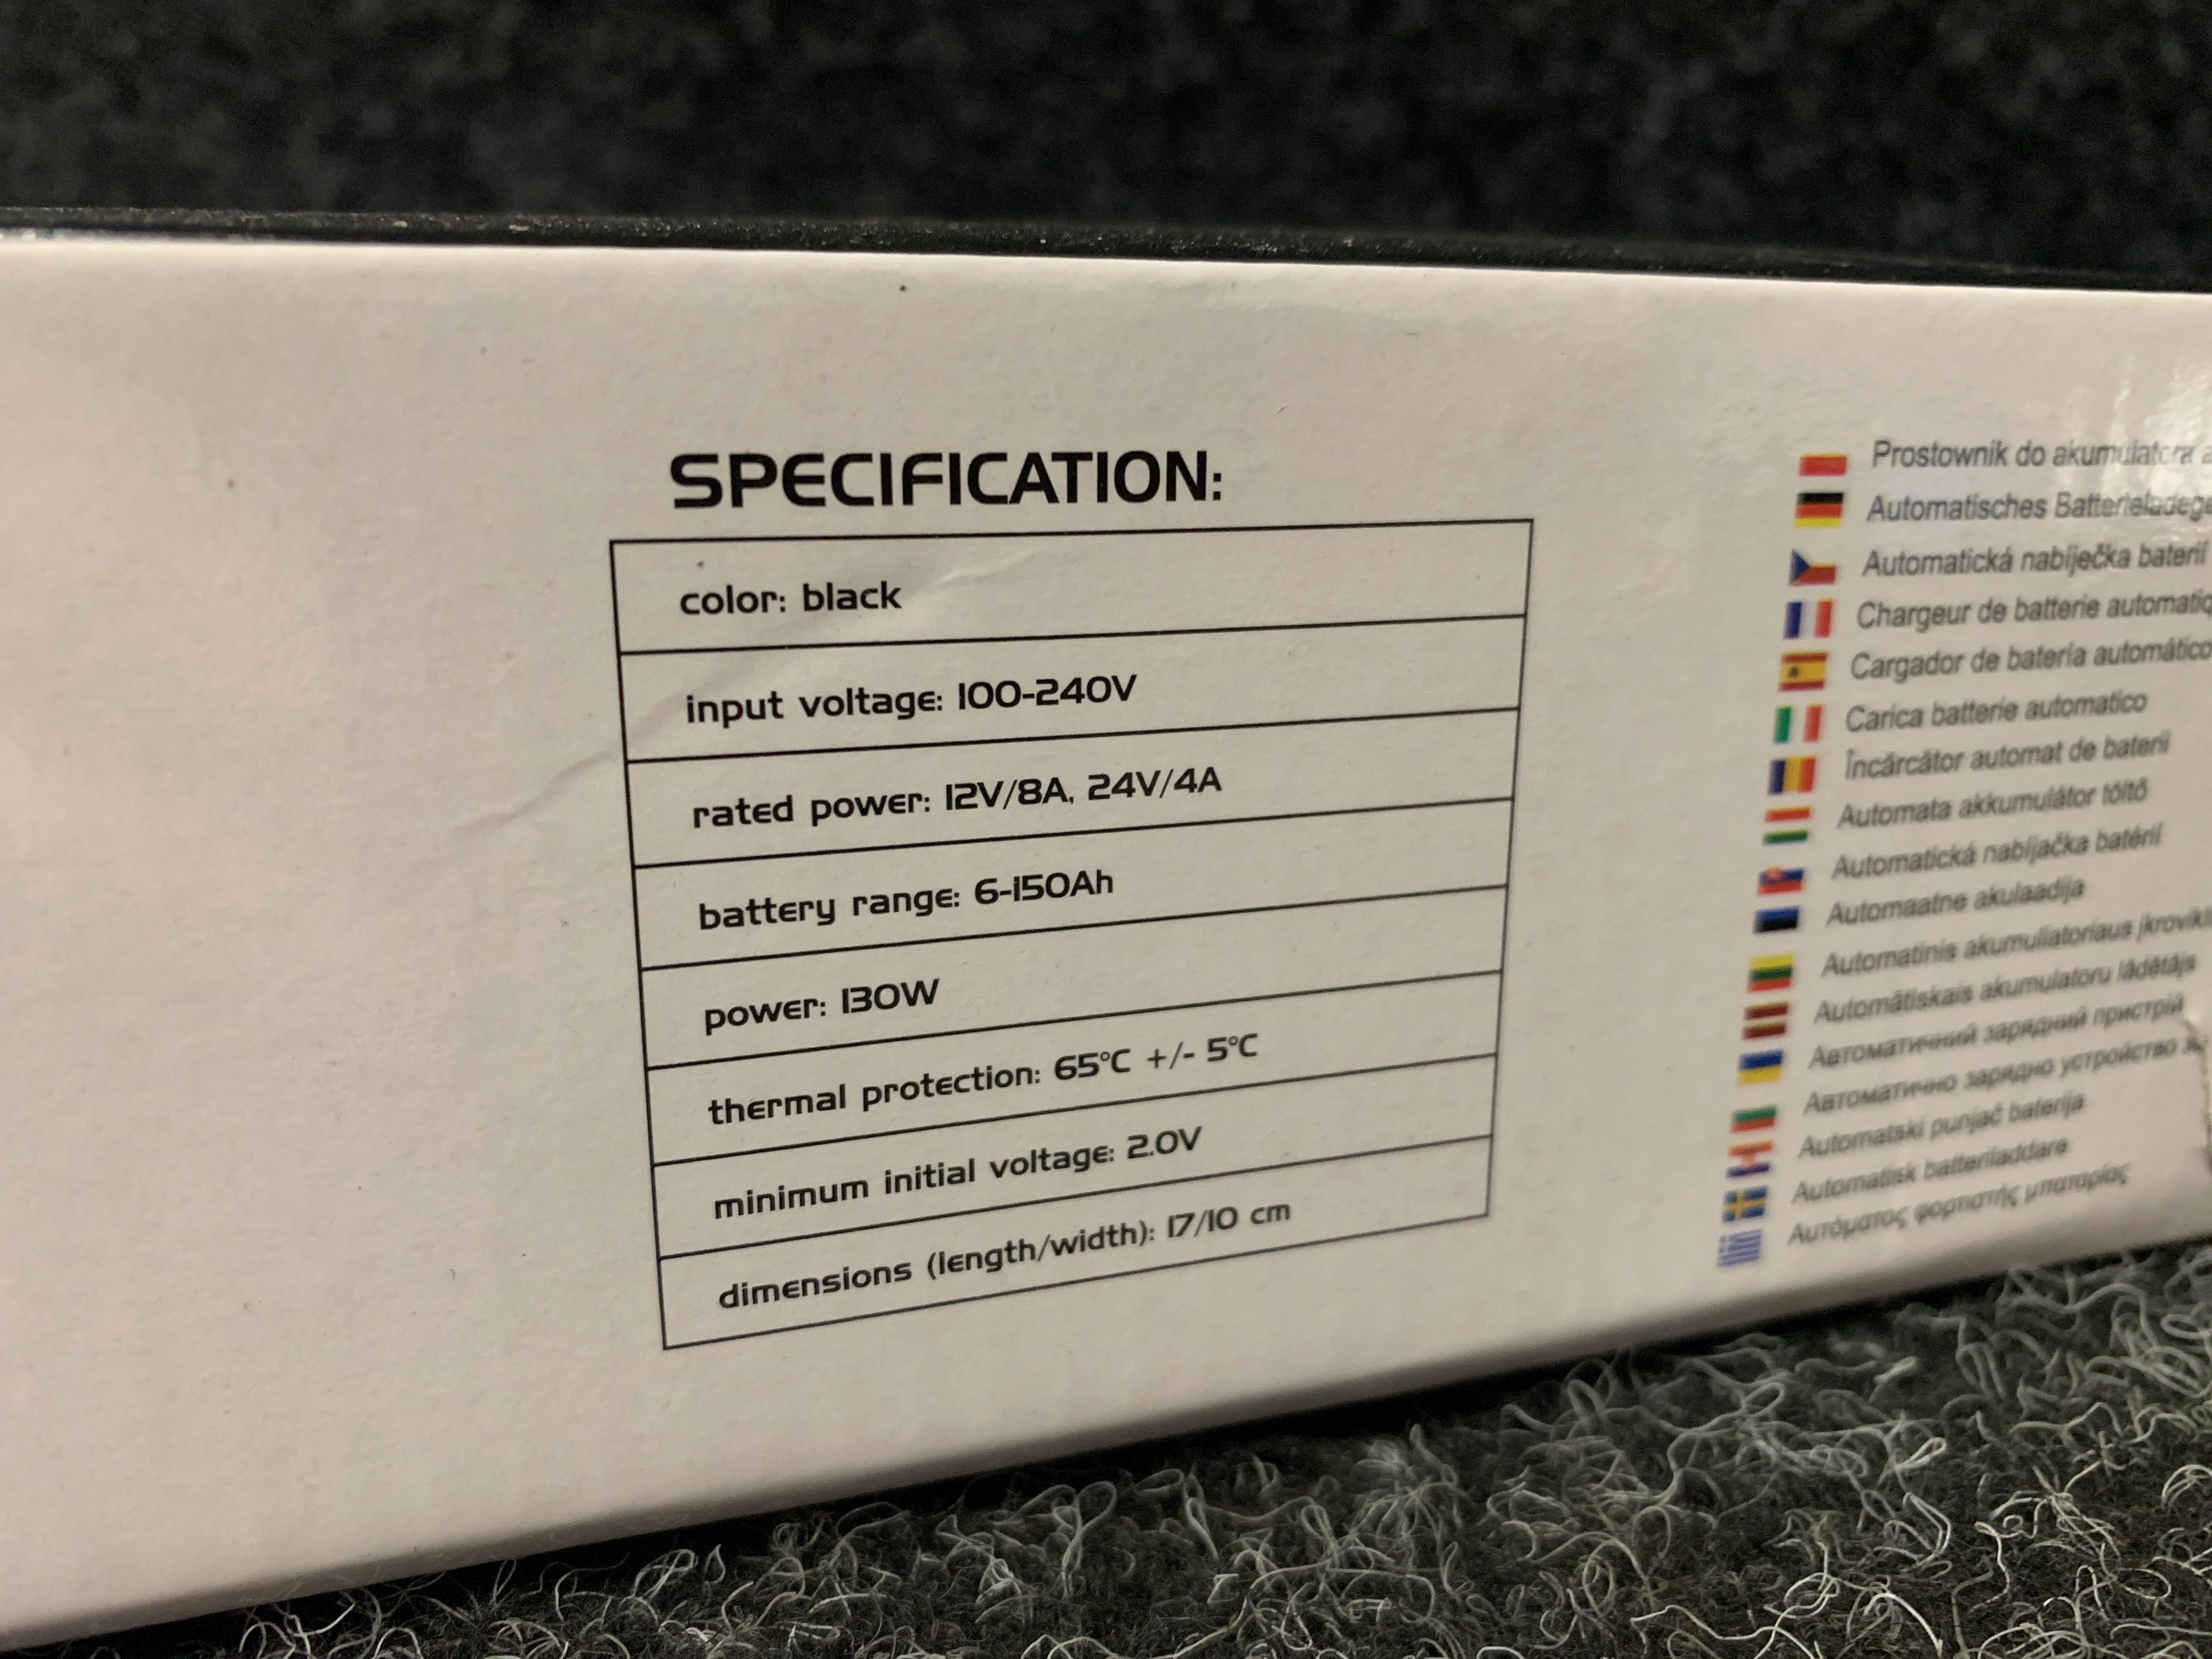 SPECIFICATION:
color: black
input voltage: 100-240V
rated power: 12V/8A, 24V/4A
battery range: 6-150Ah
power: 130W
thermal protection: 65°C +/- 5°C
minimum initial voltage: 2.0V
dimensions (length/width): 17/10 cm
Prostownik do akumulatora
Automatisches
Automatická nabíječka baterií
Chargeur de batterie
Cargador de batería automático
Carica batterie automatico
Încărcător automat de baterii
Automata akkumulátor töltő
Automatická nabíjačka batérií
Automaatne akulaadija
Automatinis akumuliatoriaus
Automātiskais akumulatoru lādētājs
Автоматичний зарядний пристрій
Автоматично зарядно устройство
Automatski punjač baterija
Automatisk batteriladdare
Αυτόματος φορτιστής μπαταρίας